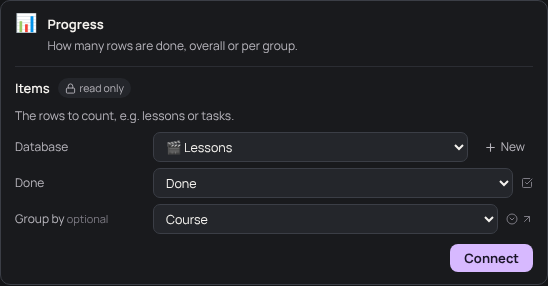 Progress
How many rows are done, overall or per group.
Items read only
The rows to count, e.g. lessons or tasks.
Database Lessons + New
Done Done
Group by optional Course
Connect